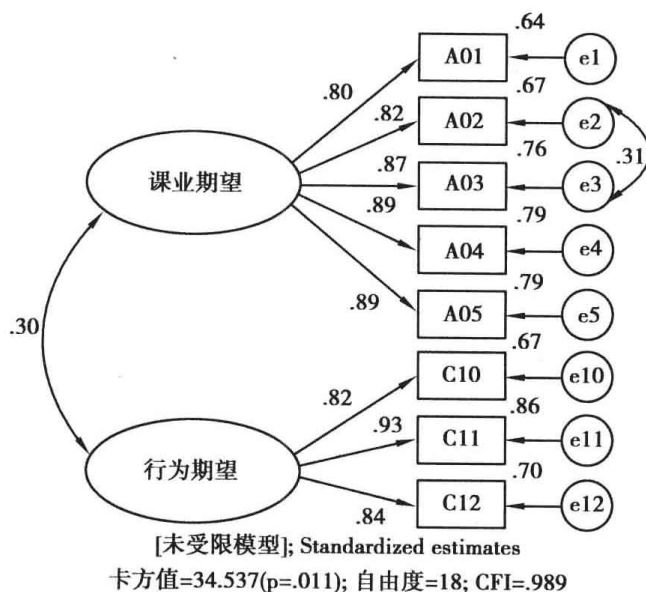 .64
A01
e1
.80
.67
.82
A02
e2
.76
.31
课业期望
.87
A03
e3
.89
.79
A04
e4
.79
.89
A05
e5
.30
.67
.82
C10
e10
.86
.93
C11
e11
行为期望
.70
.84
C12
e12
[未受限模型]; Standardized estimates
卡方值=34.537(p=.011); 自由度=18; CFI=.989